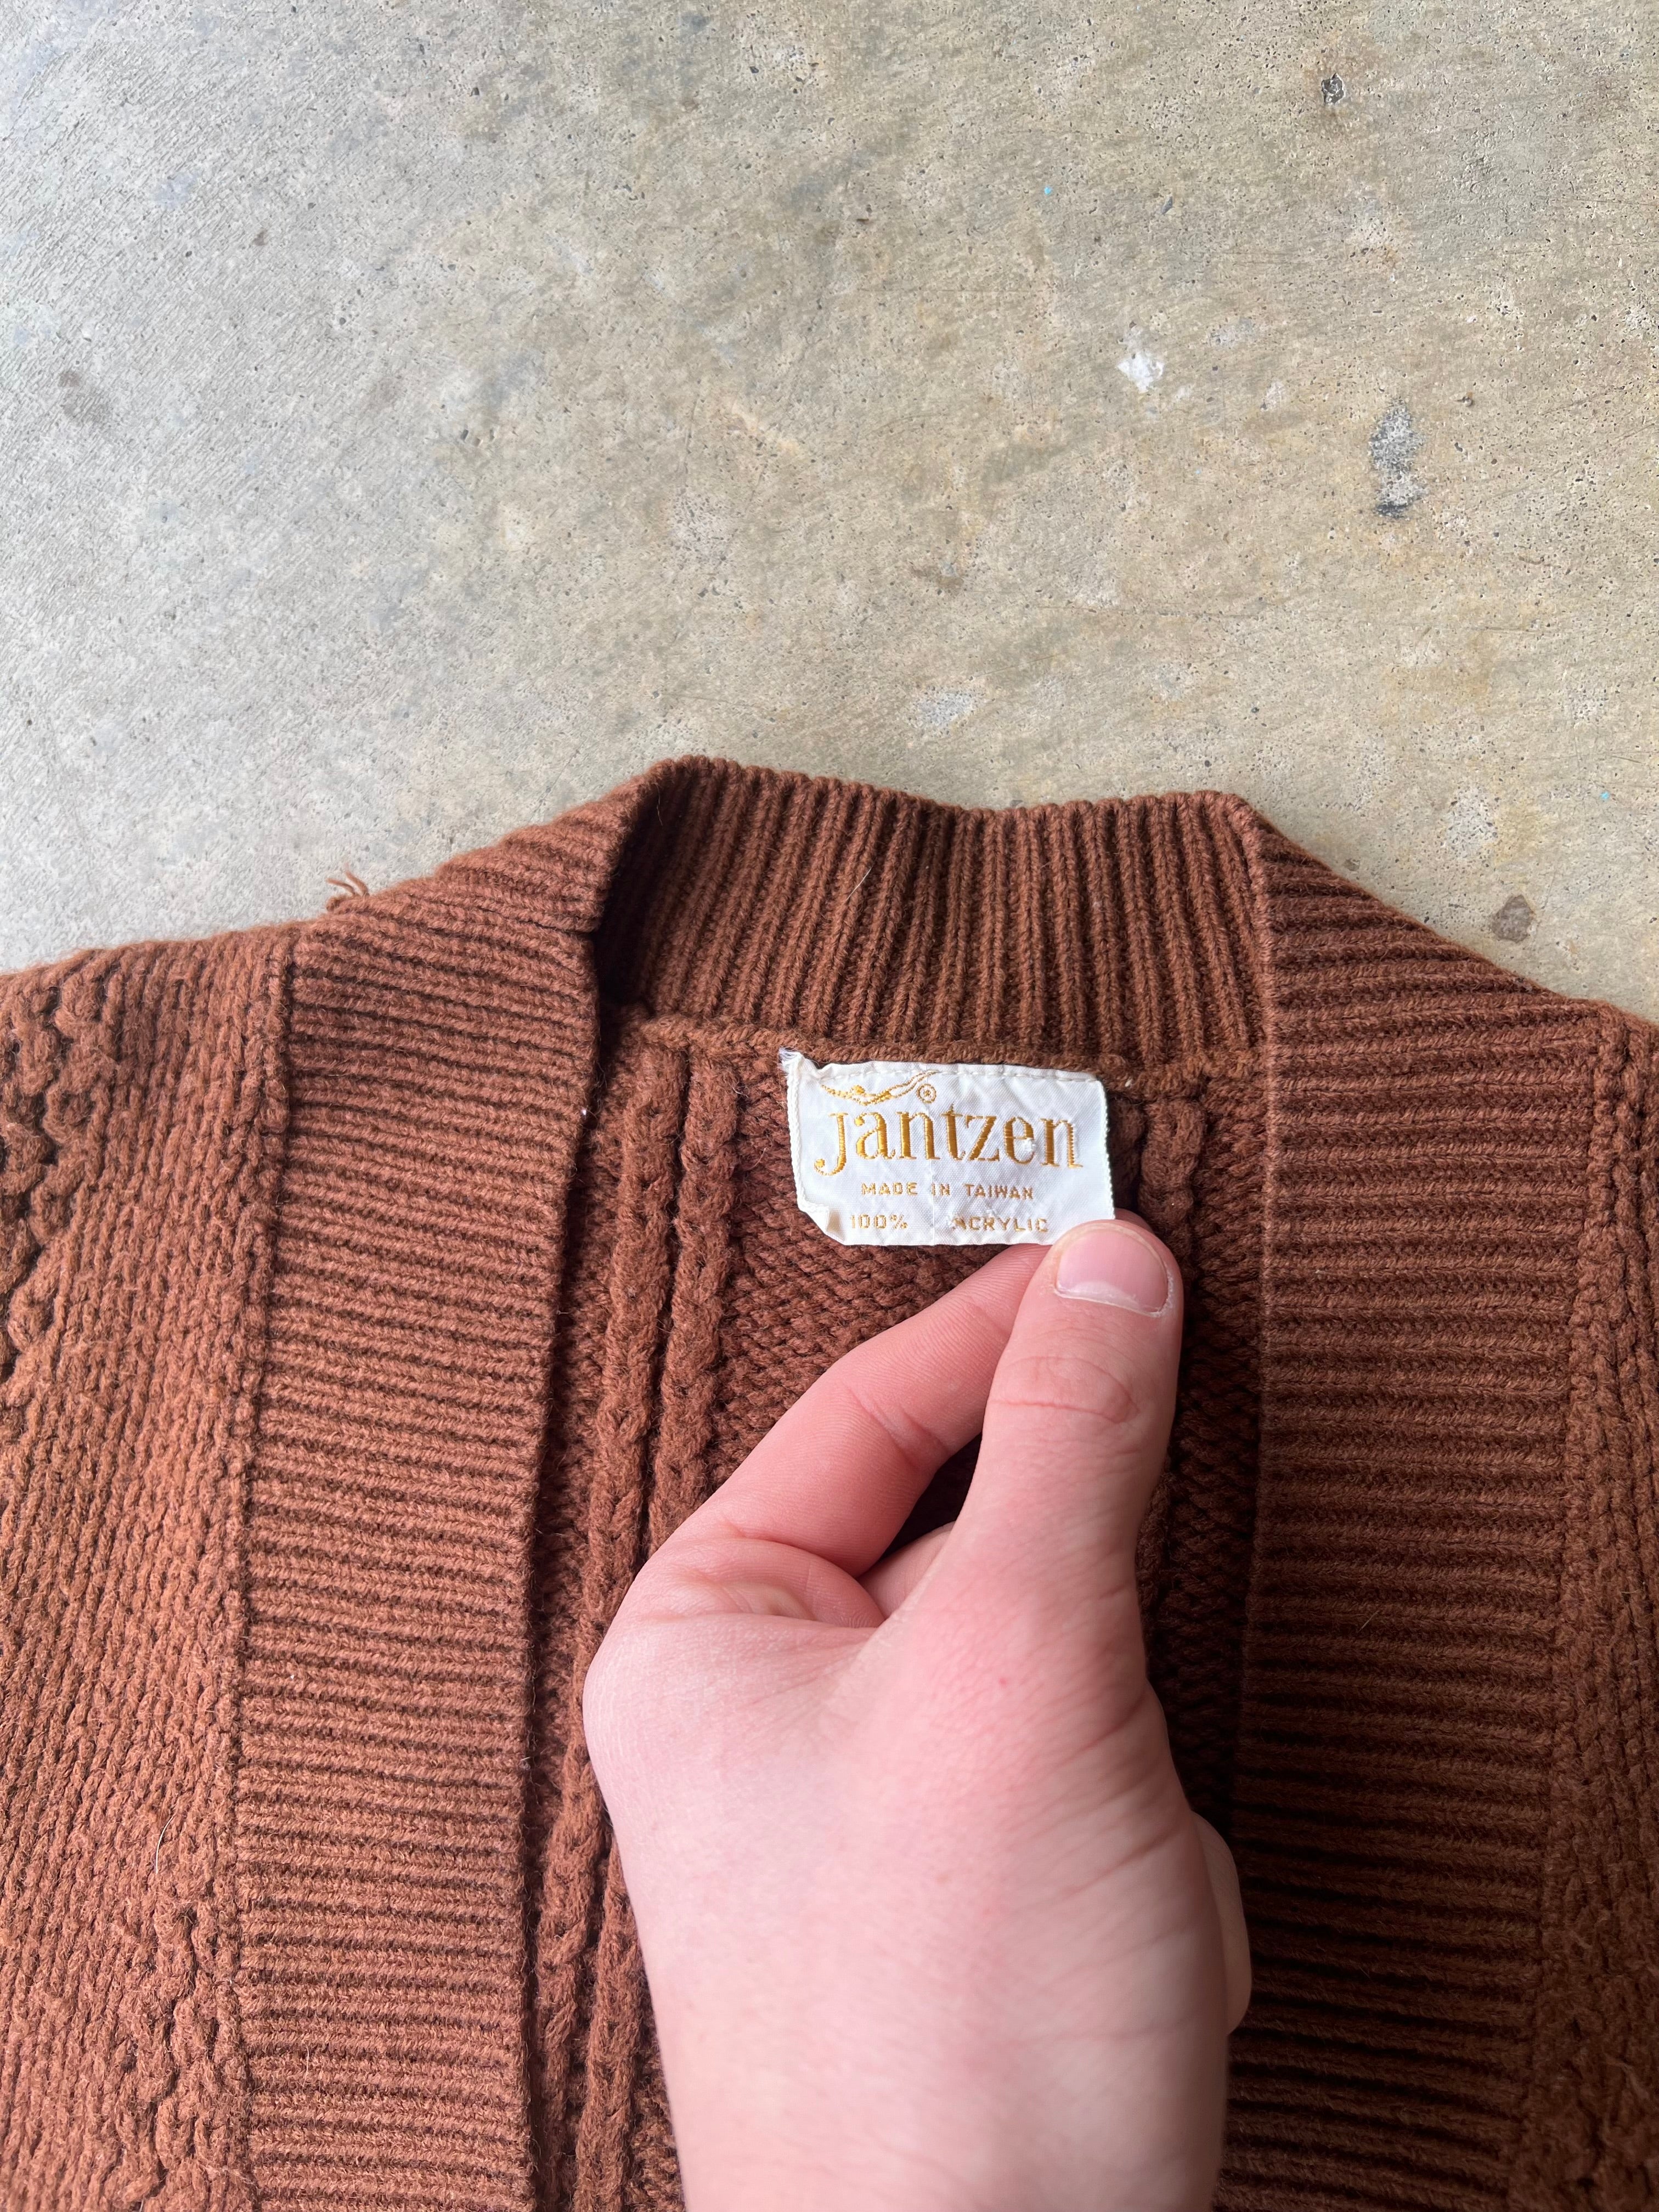 ®
jantzen
MADE IN TAIWAN
100% ACRYLIC